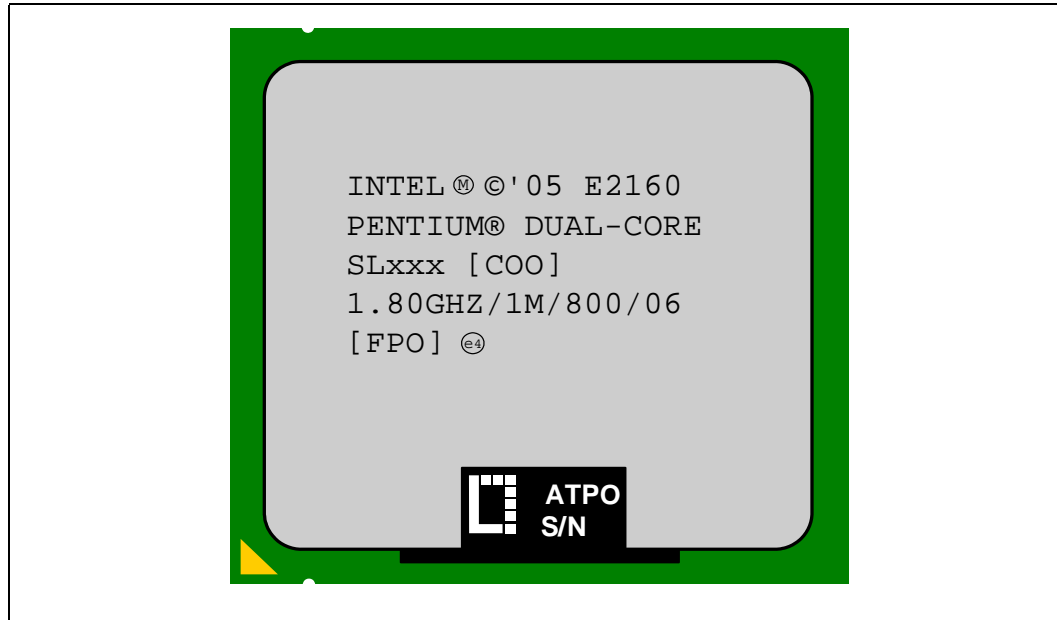 INTEL Ⓜ ©'05 E2160
PENTIUM® DUAL-CORE
SLxxx [COO]
1.80GHZ/1M/800/06
[FPO] (e4)
ATPO
S/N